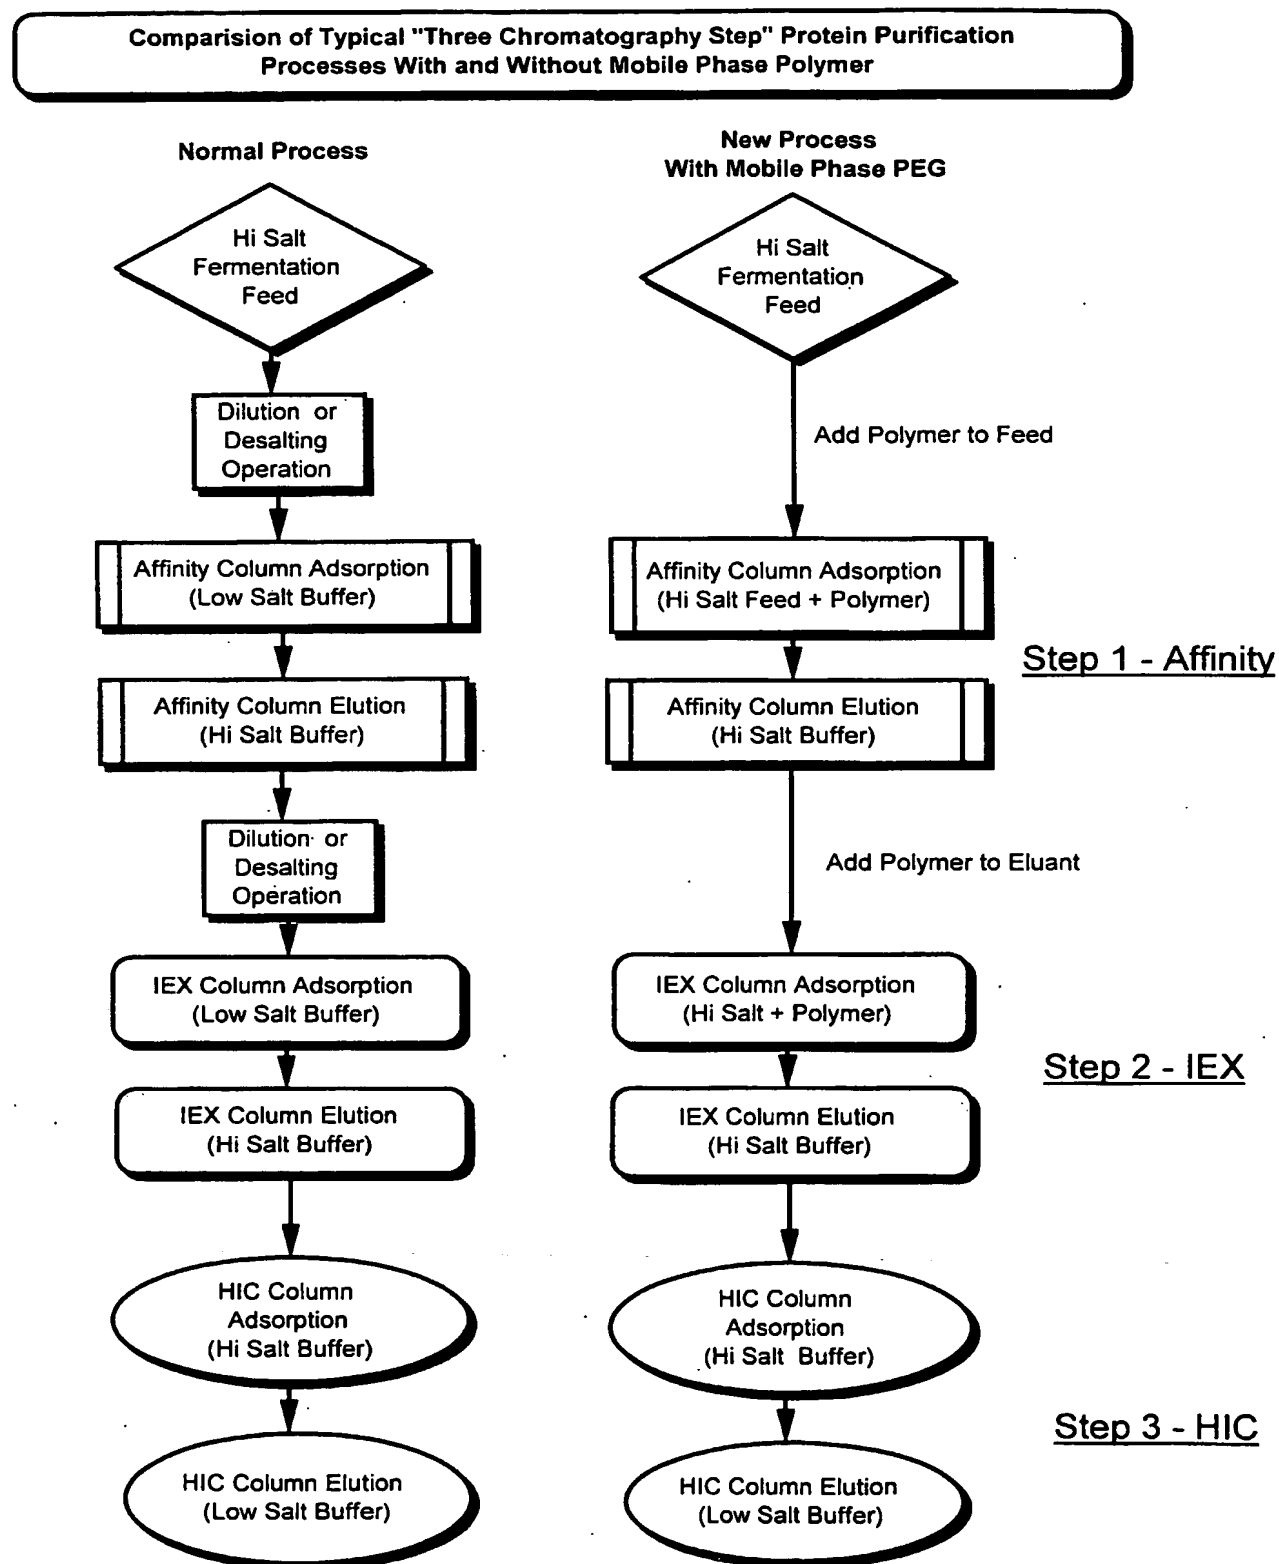 Comparision of Typical "Three Chromatography Step" Protein Purification
Processes With and Without Mobile Phase Polymer
Normal Process
Hi Salt
Fermentation
Feed
Dilution or
Desalting
Operation
Affinity Column Adsorption
(Low Salt Buffer)
Affinity Column Elution
(Hi Salt Buffer)
Dilution or
Desalting
Operation
IEX Column Adsorption
(Low Salt Buffer)
IEX Column Elution
(Hi Salt Buffer)
HIC Column
Adsorption
(Hi Salt Buffer)
HIC Column Elution
(Low Salt Buffer)
New Process
With Mobile Phase PEG
Hi Salt
Fermentation
Feed
Add Polymer to Feed
Affinity Column Adsorption
(Hi Salt Feed + Polymer)
Affinity Column Elution
(Hi Salt Buffer)
Add Polymer to Eluant
IEX Column Adsorption
(Hi Salt + Polymer)
IEX Column Elution
(Hi Salt Buffer)
HIC Column
Adsorption
(Hi Salt Buffer)
HIC Column Elution
(Low Salt Buffer)
Step 1 - Affinity
Step 2 - IEX
Step 3 - HIC